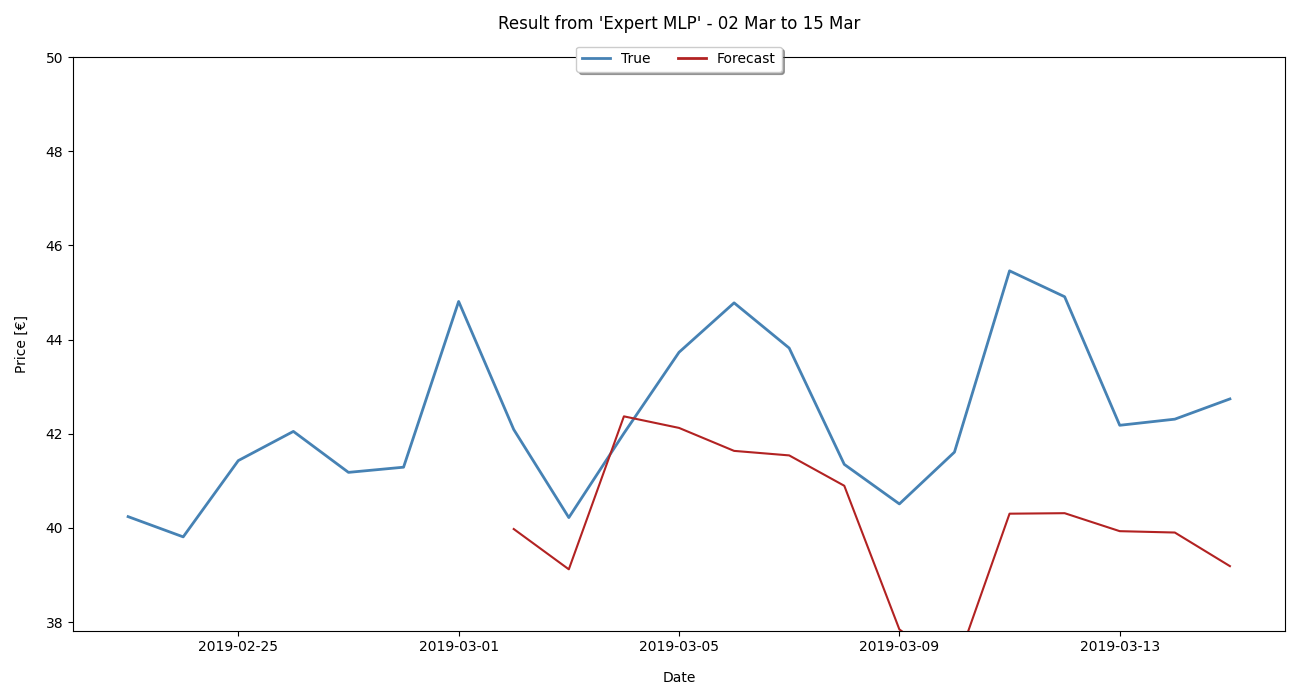 Result from 'Expert MLP' - 02 Mar to 15 Mar
True Forecast
50
48
46
44
42
40
38
Price [€]
2019-02-25 2019-03-01 2019-03-05 2019-03-09 2019-03-13
Date